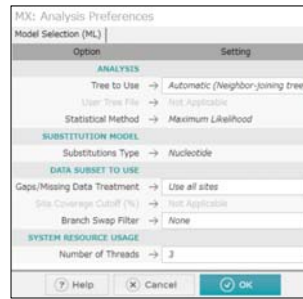 MX: Analysis Preferences
Model Selection (ML)
Option Setting
ANALYSIS
Tree to Use → Automatic (Neighbor-joining tree
User Tree File → Not Applicable
Statistical Method → Maximum Likelihood
SUBSTITUTION MODEL
Substitutions Type → Nucleotide
DATA SUBSET TO USE
Gaps/Missing Data Treatment → Use all sites
Site Coverage Cutoff (%) → Not Applicable
Branch Swap Filter → None
SYSTEM RESOURCE USAGE
Number of Threads → 3
? Help X Cancel OK